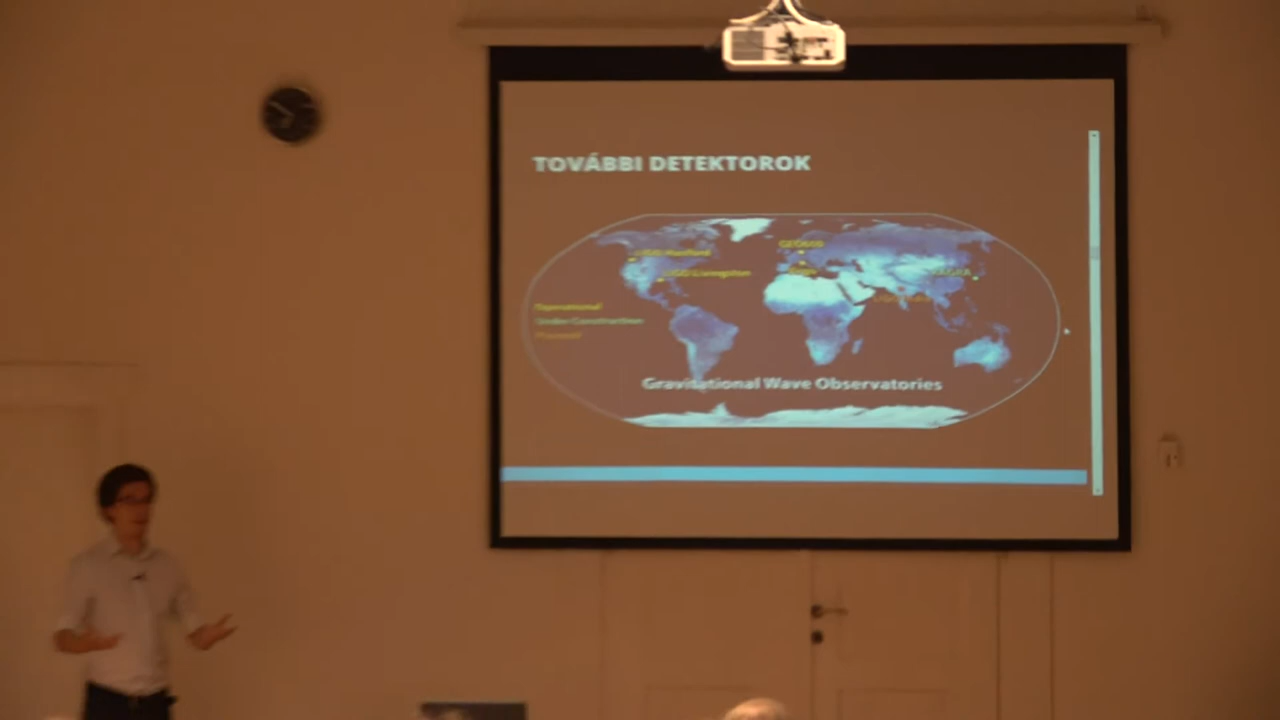 TOVÁBBI DETEKTOROK
GEO600
LIGO Hanford
LIGO Livingston
Virgo
KAGRA
Operational
Under Construction
Gravitational Wave Observatories